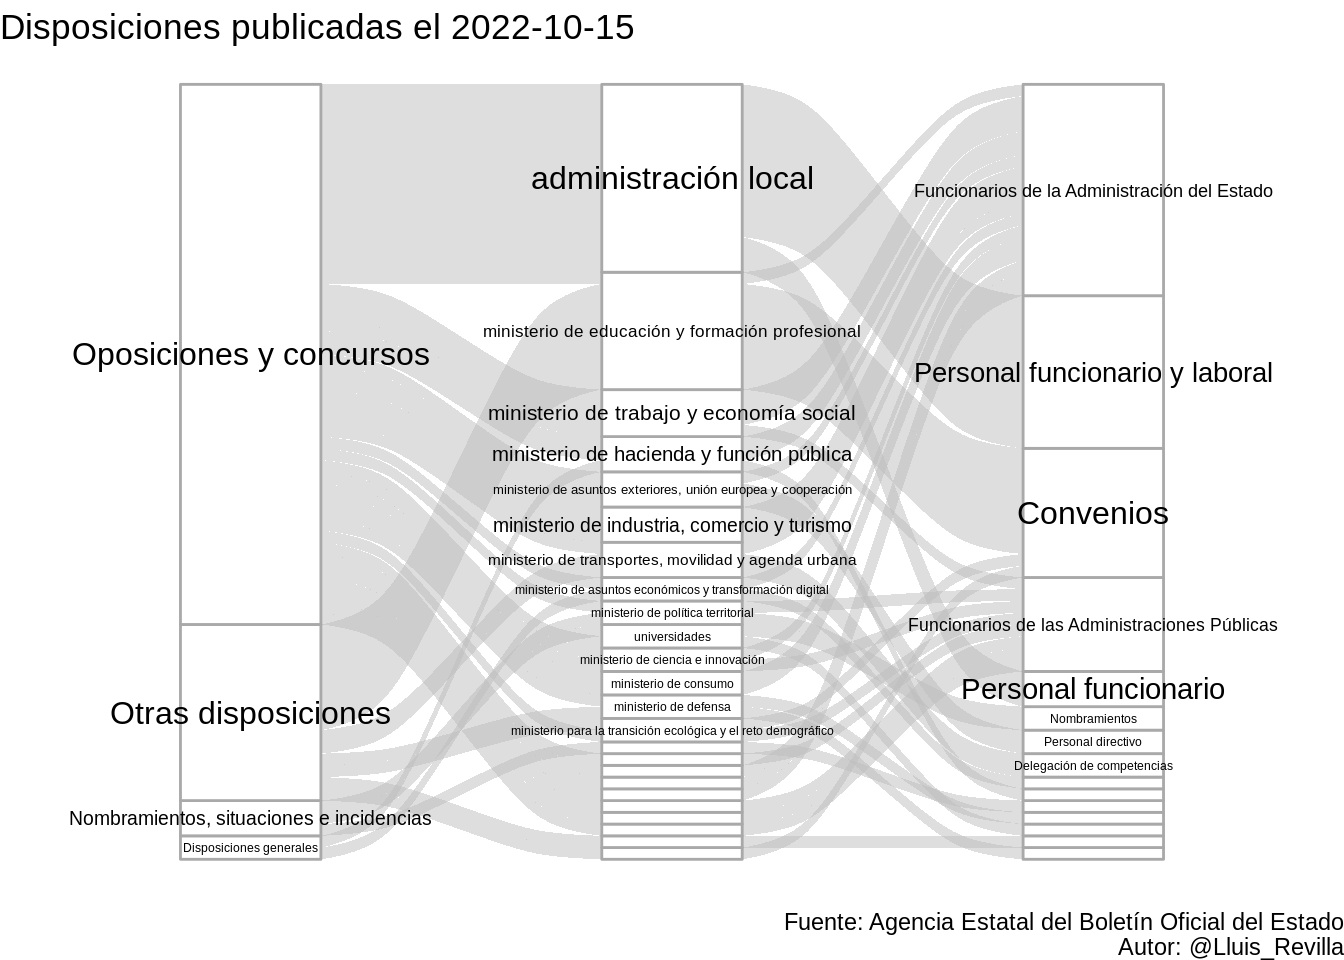 Disposiciones publicadas el 2022-10-15
Oposiciones y concursos
Otras disposiciones
Nombramientos, situaciones e incidencias
Disposiciones generales
administración local
ministerio de educación y formación profesional
ministerio de trabajo y economía social
ministerio de hacienda y función pública
ministerio de asuntos exteriores, unión europea y cooperación
ministerio de industria, comercio y turismo
ministerio de transportes, movilidad y agenda urbana
ministerio de asuntos económicos y transformación digital
ministerio de política territorial
universidades
ministerio de ciencia e innovación
ministerio de consumo
ministerio de defensa
ministerio para la transición ecológica y el reto demográfico
Funcionarios de la Administración del Estado
Personal funcionario y laboral
Convenios
Funcionarios de las Administraciones Públicas
Personal funcionario
Nombramientos
Personal directivo
Delegación de competencias
Fuente: Agencia Estatal del Boletín Oficial del Estado
Autor: @Lluis_Revilla